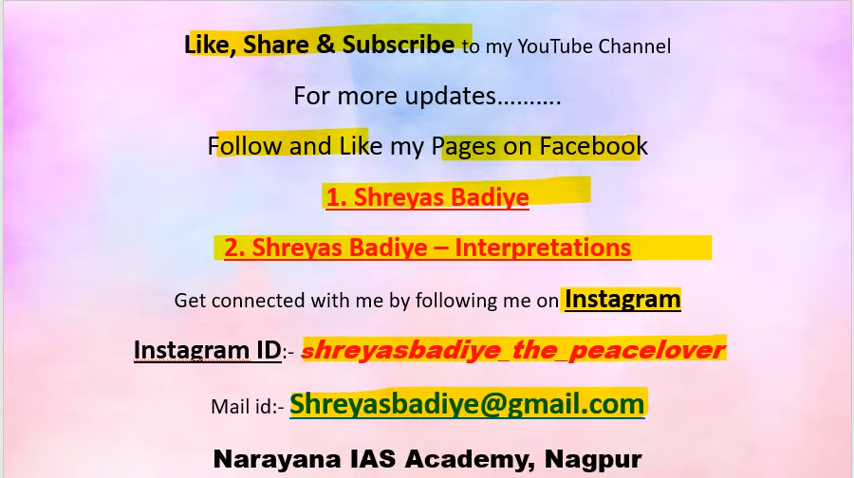 Like, Share & Subscribe to my YouTube Channel
For more updates..........
Follow and Like my Pages on Facebook
1. Shreyas Badiye
2. Shreyas Badiye – Interpretations
Get connected with me by following me on Instagram
Instagram ID:- shreyasbadiye_the_peacelover
Mail id:- Shreyasbadiye@gmail.com
Narayana IAS Academy, Nagpur